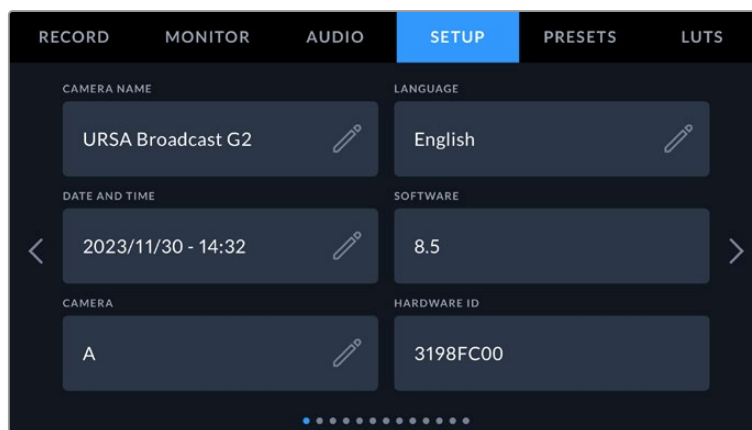 RECORD MONITOR AUDIO SETUP PRESETS LUTS
CAMERA NAME LANGUAGE
URSA Broadcast G2 English
DATE AND TIME SOFTWARE
2023/11/30 - 14:32 8.5
CAMERA HARDWARE ID
A 3198FC00